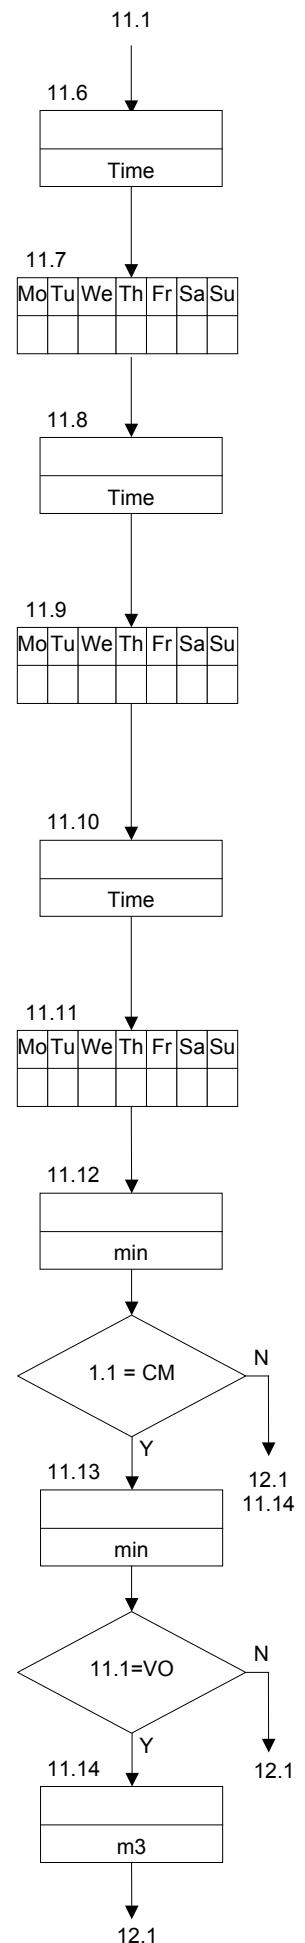 11.1
11.6
Time
11.7
Mo Tu We Th Fr Sa Su
11.8
Time
11.9
Mo Tu We Th Fr Sa Su
11.10
Time
11.11
Mo Tu We Th Fr Sa Su
11.12
min
1.1 = CM
N
Y
12.1
11.14
11.13
min
11.1=VO
N
Y
12.1
11.14
m3
12.1